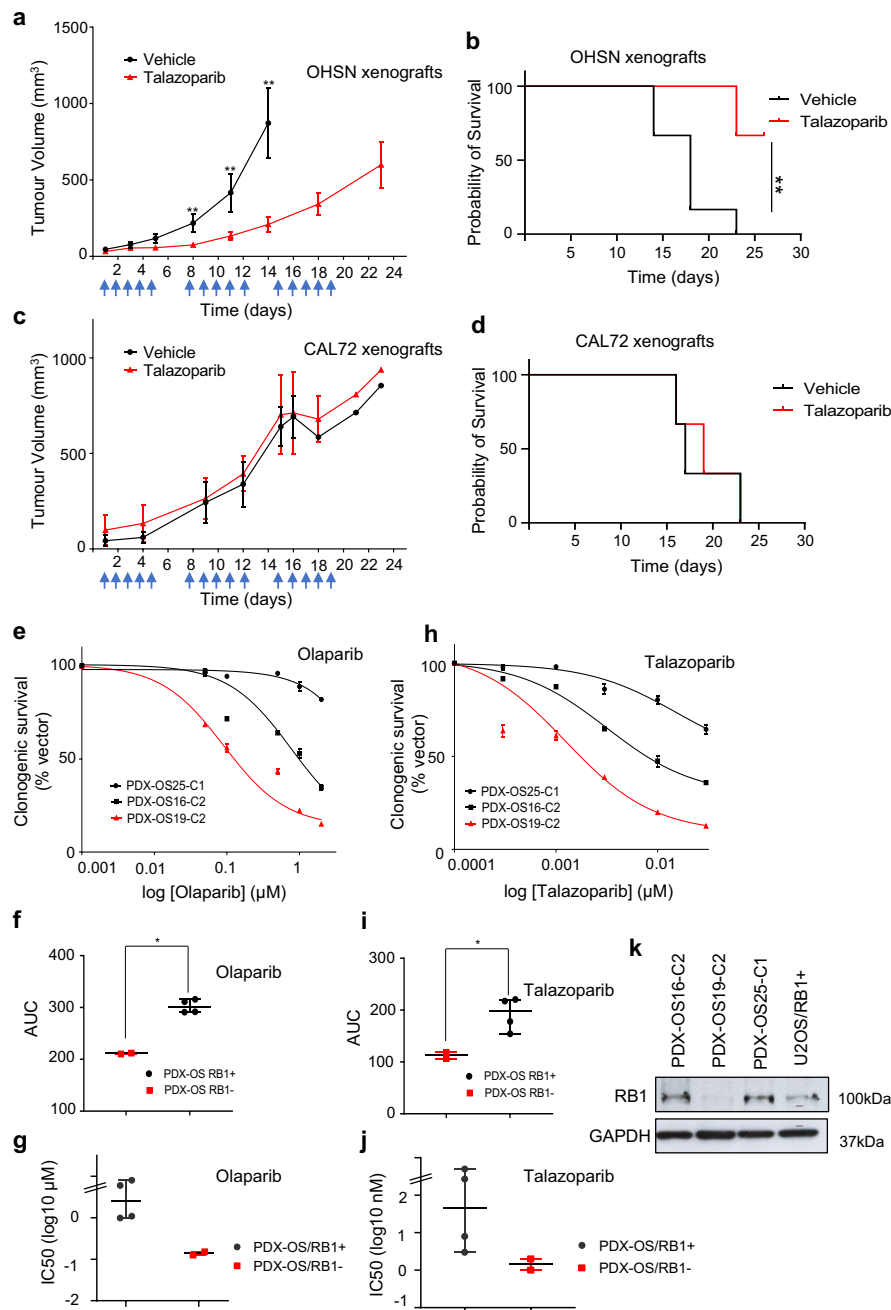 a
1500
Vehicle
Talazoparib
OHSN xenografts
**
**
**
1000
500
0
Tumour Volume (mm³)
2 4 6 8 10 12 14 16 18 20 22 24
Time (days)
b
OHSN xenografts
100
50
0
Probability of Survival
Vehicle
Talazoparib
**
5 10 15 20 25 30
Time (days)
c
Vehicle
Talazoparib
CAL72 xenografts
1000
500
0
Tumour Volume (mm³)
2 4 6 8 10 12 14 16 18 20 22 24
Time (days)
d
CAL72 xenografts
100
50
0
Probability of Survival
Vehicle
Talazoparib
5 10 15 20 25 30
Time (days)
e
Olaparib
100
50
0
Clonogenic survival
(% vector)
PDX-OS25-C1
PDX-OS16-C2
PDX-OS19-C2
0.001 0.01 0.1 1
log [Olaparib] (µM)
h
Talazoparib
100
50
0
Clonogenic survival
(% vector)
PDX-OS25-C1
PDX-OS16-C2
PDX-OS19-C2
0.0001 0.001 0.01
log [Talazoparib] (µM)
f
400
300
200
100
AUC
*
Olaparib
PDX-OS RB1+
PDX-OS RB1-
i
200
100
0
AUC
*
Talazoparib
PDX-OS RB1+
PDX-OS RB1-
k
PDX-OS16-C2
PDX-OS19-C2
PDX-OS25-C1
U2OS/RB1+
RB1
100kDa
GAPDH
37kDa
g
0
-1
-2
IC50 (log10 µM)
Olaparib
PDX-OS/RB1+
PDX-OS/RB1-
j
2
1
0
-1
IC50 (log10 nM)
Talazoparib
PDX-OS/RB1+
PDX-OS/RB1-